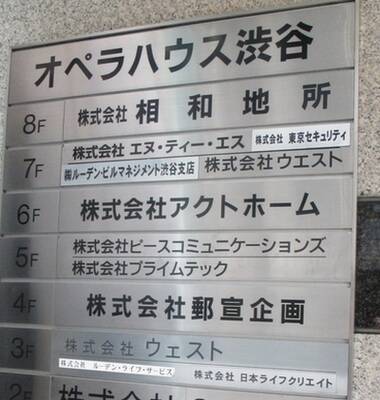 オペラハウス渋谷
8F 株式会社 相和地所
7F 株式会社 エヌ・ティー・エス 株式会社 東京セキュリティ
㈱ルーデン・ビルマネジメント渋谷支店 株式会社ウエスト
6F 株式会社アクトホーム
5F 株式会社ピースコミュニケーションズ
株式会社プライムテック
4F 株式会社郵宣企画
3F 株式会社 ウェスト
株式会社 ルーデン・ライフ・サービス 株式会社 日本ライフクリエイト
2F 株式会社